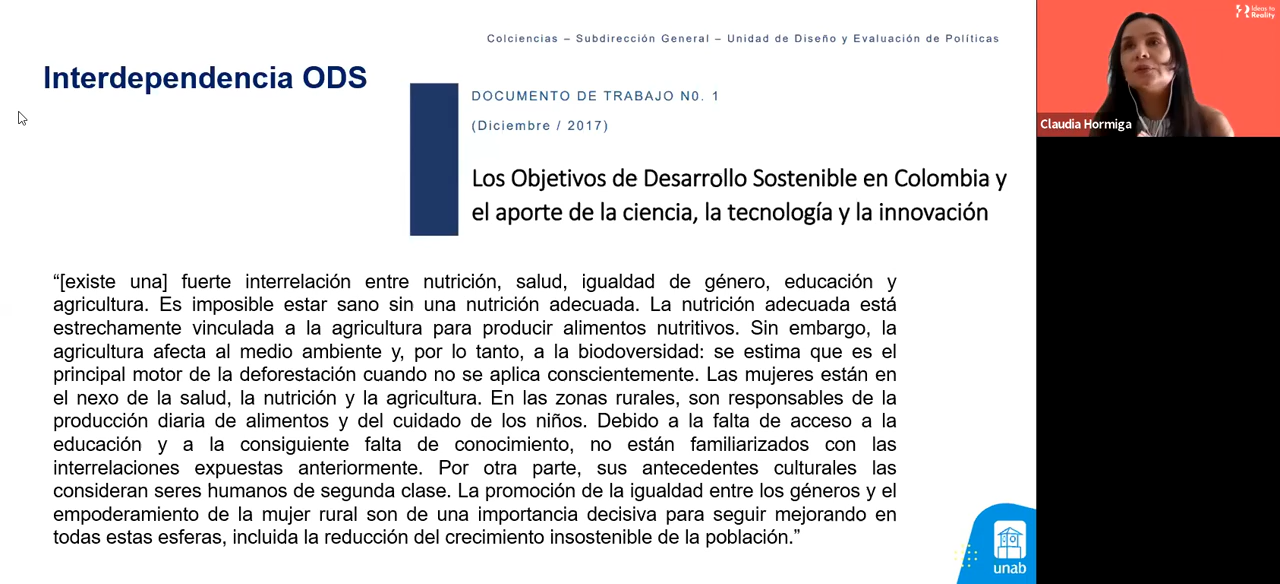 Colciencias – Subdirección General – Unidad de Diseño y Evaluación de Políticas
Interdependencia ODS
DOCUMENTO DE TRABAJO N0. 1
(Diciembre / 2017)
Los Objetivos de Desarrollo Sostenible en Colombia y
el aporte de la ciencia, la tecnología y la innovación
“[existe una] fuerte interrelación entre nutrición, salud, igualdad de género, educación y
agricultura. Es imposible estar sano sin una nutrición adecuada. La nutrición adecuada está
estrechamente vinculada a la agricultura para producir alimentos nutritivos. Sin embargo, la
agricultura afecta al medio ambiente y, por lo tanto, a la biodoversidad: se estima que es el
principal motor de la deforestación cuando no se aplica conscientemente. Las mujeres están en
el nexo de la salud, la nutrición y la agricultura. En las zonas rurales, son responsables de la
producción diaria de alimentos y del cuidado de los niños. Debido a la falta de acceso a la
educación y a la consiguiente falta de conocimiento, no están familiarizados con las
interrelaciones expuestas anteriormente. Por otra parte, sus antecedentes culturales las
consideran seres humanos de segunda clase. La promoción de la igualdad entre los géneros y el
empoderamiento de la mujer rural son de una importancia decisiva para seguir mejorando en
todas estas esferas, incluida la reducción del crecimiento insostenible de la población.”
unab
Ideas to
Reality
Claudia Hormiga